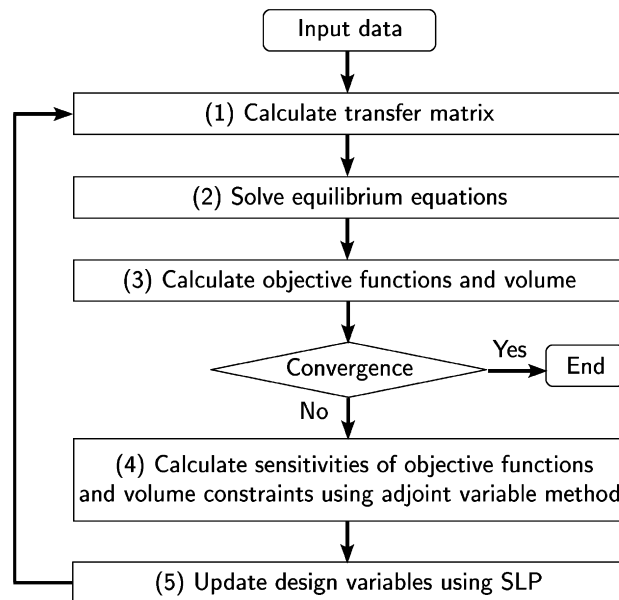 Input data
(1) Calculate transfer matrix
(2) Solve equilibrium equations
(3) Calculate objective functions and volume
Convergence
Yes
End
No
(4) Calculate sensitivities of objective functions
and volume constraints using adjoint variable method
(5) Update design variables using SLP